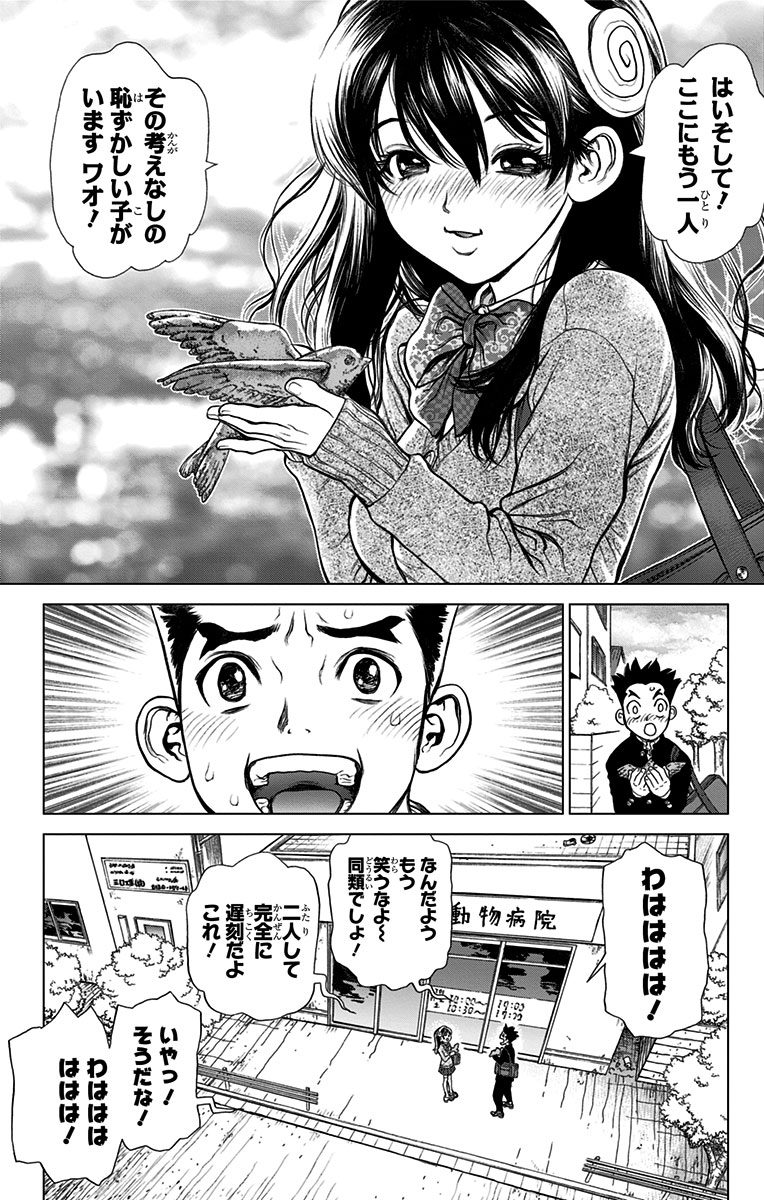 はいそして！
ここにもう一人
その考えなしの
恥ずかしい子が
います ワオ！
わはははは！
なんだよう
もう
笑うなよ～
同類でしょ！
二人して
完全に
遅刻だよ
これ！
動物病院
10:00～
10:30～
いやっ！
そうだな！
わははは
ははは！